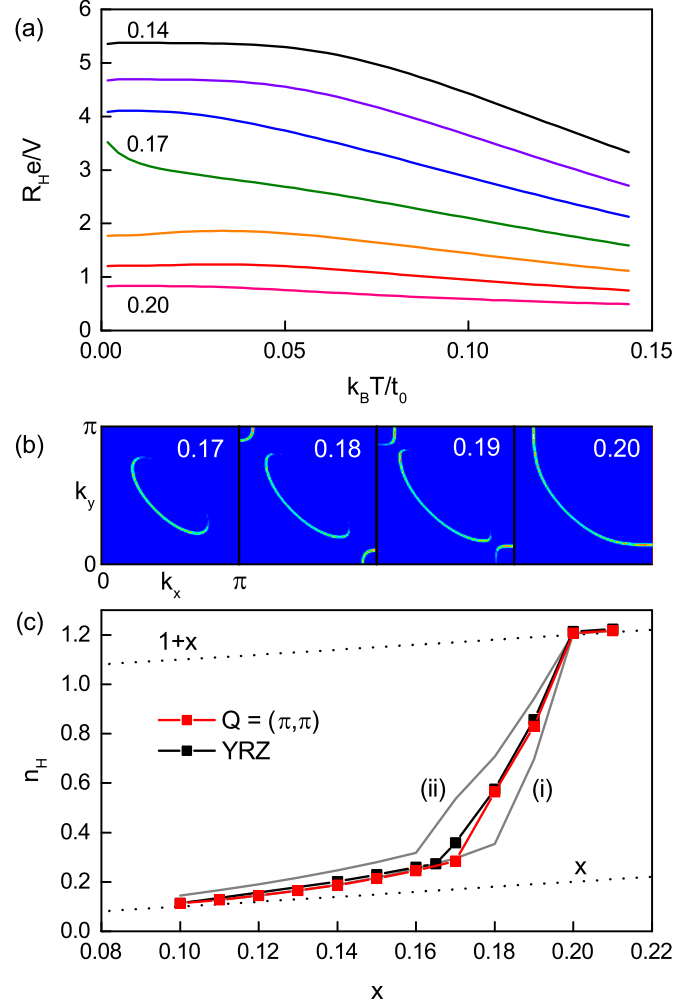 (a)
6
5
4
3
2
1
0
R_H e/V
0.14
0.17
0.20
0.00 0.05 0.10 0.15
k_B T/t_0
(b)
π
k_y
0
0.17 0.18 0.19 0.20
0 k_x π
(c)
1.2
1.0
0.8
0.6
0.4
0.2
0.0
n_H
1+x
Q = (π,π)
YRZ
(ii)
(i)
x
0.08 0.10 0.12 0.14 0.16 0.18 0.20 0.22
x